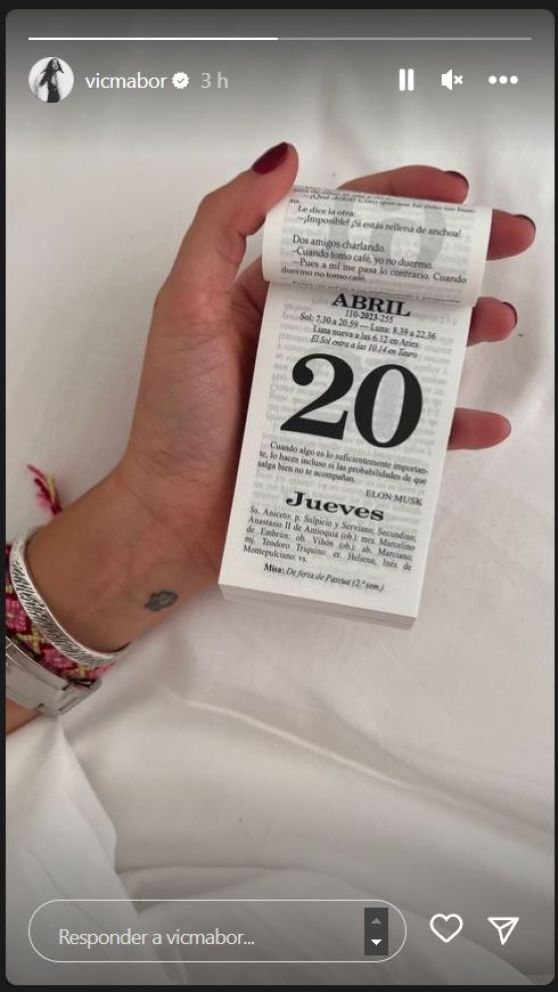 vicmabor 3 h
so.
Le dice la otra:
—¡Imposible! ¡Si estás rellena de anchoa!
Dos amigos charlando.
–Cuando tomo café, yo no duermo.
–Pues a mí me pasa lo contrario. Cuando
duermo no tomo café.
ABRIL
110-2023-255
Sol: 7.30 a 20.59 — Luna: 8.39 a 22.36
Luna nueva a las 6.12 en Aries
El Sol entra a las 10.14 en Tauro
20
Cuando algo es lo suficientemente importan-
te, lo haces incluso si las probabilidades de que
salga bien no te acompañan.
ELON MUSK
Jueves
Ss. Aniceto; p. Sulpicio y Serviano; Secundino;
Anastasio II de Antioquía (ob.); mrs. Marcelino
de Embrún; ob. Vihón (ob.); ab. Marciano;
mj. Teodoro Triquino; er. Heliena; Inés de
Montepulciano; vs.
Misa: De feria de Pascua (2.ª sem.)
Responder a vicmabor...